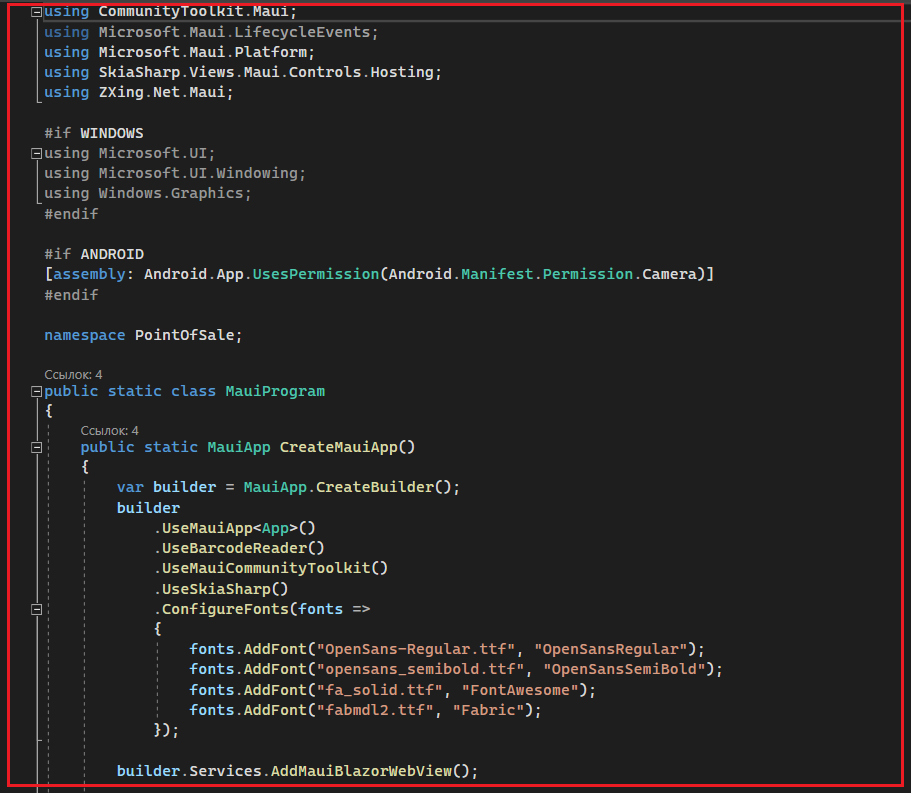 using CommunityToolkit.Maui;
using Microsoft.Maui.LifecycleEvents;
using Microsoft.Maui.Platform;
using SkiaSharp.Views.Maui.Controls.Hosting;
using ZXing.Net.Maui;
#if WINDOWS
using Microsoft.UI;
using Microsoft.UI.Windowing;
using Windows.Graphics;
#endif
#if ANDROID
[assembly: Android.App.UsesPermission(Android.Manifest.Permission.Camera)]
#endif
namespace PointOfSale;
Ссылок: 4
public static class MauiProgram
{
Ссылок: 4
public static MauiApp CreateMauiApp()
{
var builder = MauiApp.CreateBuilder();
builder
.UseMauiApp<App>()
.UseBarcodeReader()
.UseMauiCommunityToolkit()
.UseSkiaSharp()
.ConfigureFonts(fonts =>
{
fonts.AddFont("OpenSans-Regular.ttf", "OpenSansRegular");
fonts.AddFont("opensans_semibold.ttf", "OpenSansSemiBold");
fonts.AddFont("fa_solid.ttf", "FontAwesome");
fonts.AddFont("fabmdl2.ttf", "Fabric");
});
builder.Services.AddMauiBlazorWebView();